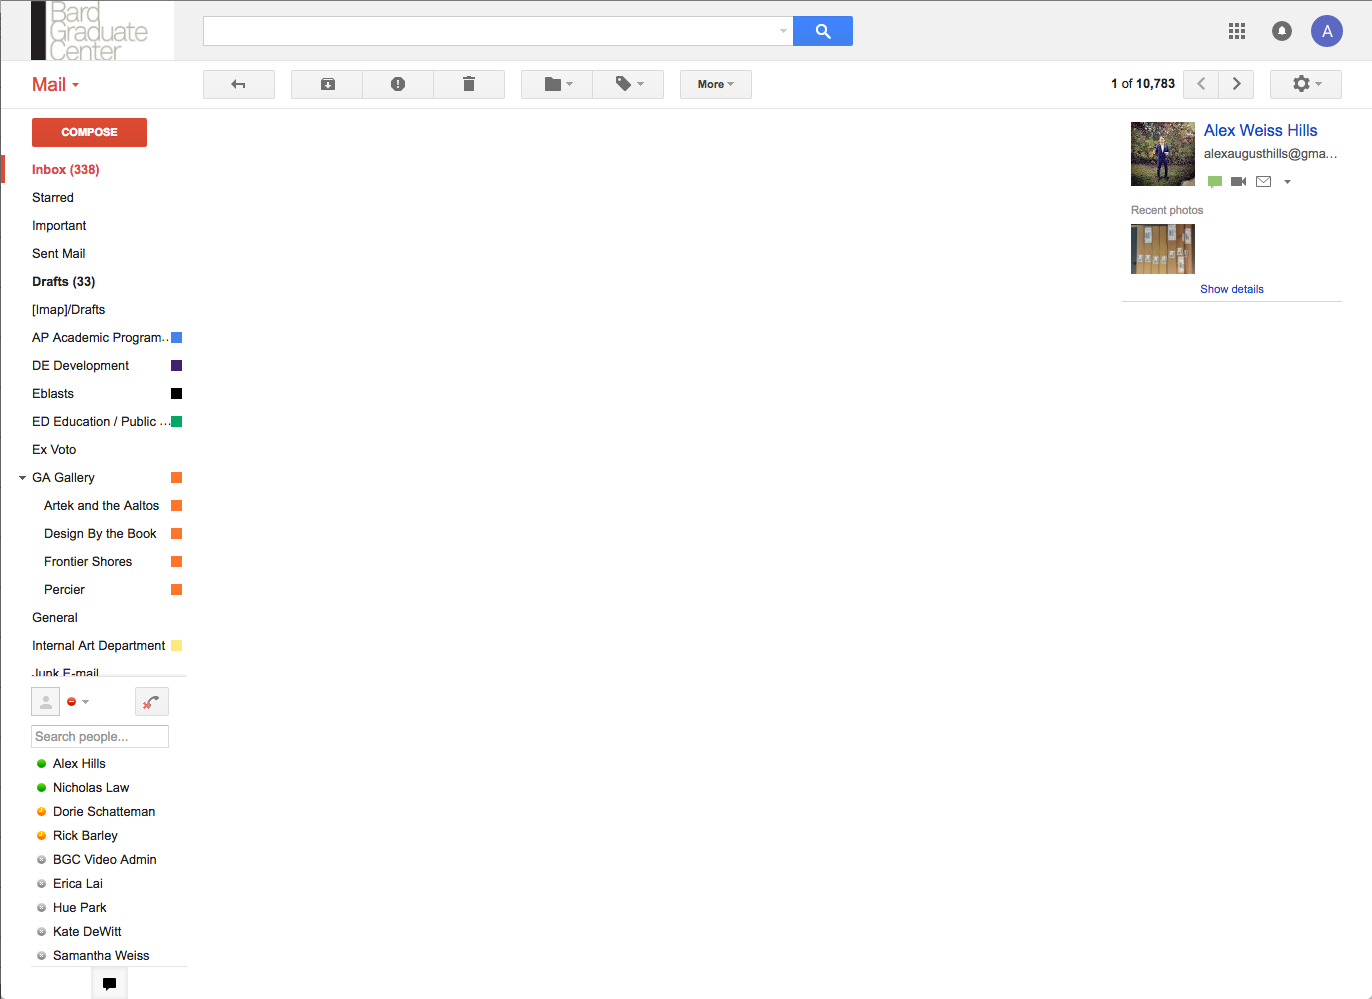 Bard
Graduate
Center
A
Mail
More
1 of 10,783
COMPOSE
Inbox (338)
Starred
Important
Sent Mail
Drafts (33)
[Imap]/Drafts
AP Academic Program…
DE Development
Eblasts
ED Education / Public …
Ex Voto
GA Gallery
Artek and the Aaltos
Design By the Book
Frontier Shores
Percier
General
Internal Art Department
Junk E-mail
Search people...
Alex Hills
Nicholas Law
Dorie Schatteman
Rick Barley
BGC Video Admin
Erica Lai
Hue Park
Kate DeWitt
Samantha Weiss
Alex Weiss Hills
alexaugusthills@gma…
Recent photos
Show details